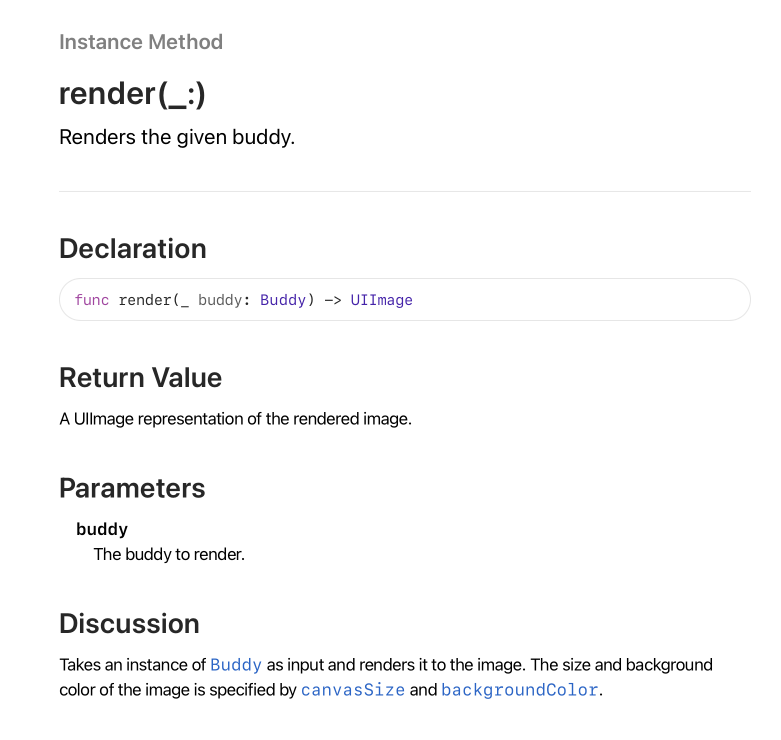 Instance Method
render(_:)
Renders the given buddy.
Declaration
func render(_ buddy: Buddy) -> UIImage
Return Value
A UIImage representation of the rendered image.
Parameters
buddy
The buddy to render.
Discussion
Takes an instance of Buddy as input and renders it to the image. The size and background
color of the image is specified by canvasSize and backgroundColor.